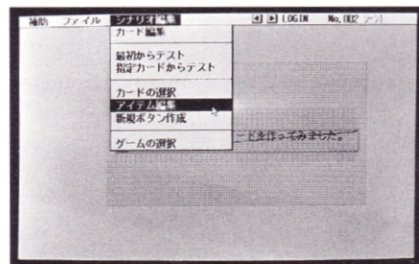 補助 ファイル シナリオ編集 LOGIN No.002 シーン
カード編集
最初からテスト
指定カードからテスト
カードの選択
アイテム編集
新規ボタン作成
ゲームの選択
ードを作ってみました。